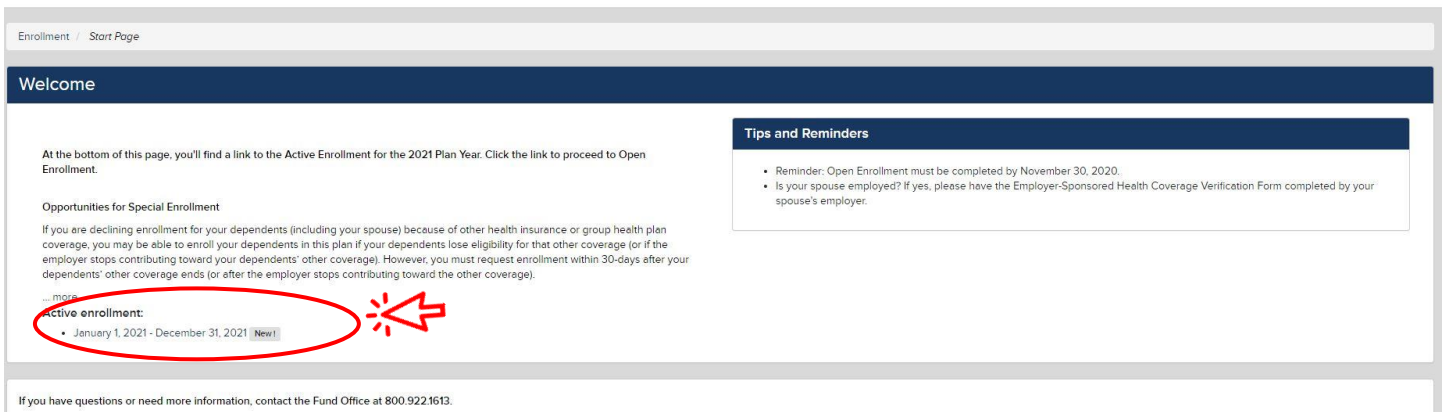 Enrollment / Start Page
Welcome
At the bottom of this page, you'll find a link to the Active Enrollment for the 2021 Plan Year. Click the link to proceed to Open
Enrollment.
Opportunities for Special Enrollment
If you are declining enrollment for your dependents (including your spouse) because of other health insurance or group health plan
coverage, you may be able to enroll your dependents in this plan if your dependents lose eligibility for that other coverage (or if the
employer stops contributing toward your dependents' other coverage). However, you must request enrollment within 30-days after your
dependents' other coverage ends (or after the employer stops contributing toward the other coverage).
... more
Active enrollment:
• January 1, 2021 - December 31, 2021 New!
Tips and Reminders
• Reminder: Open Enrollment must be completed by November 30, 2020.
• Is your spouse employed? If yes, please have the Employer-Sponsored Health Coverage Verification Form completed by your
spouse's employer.
If you have questions or need more information, contact the Fund Office at 800.922.1613.